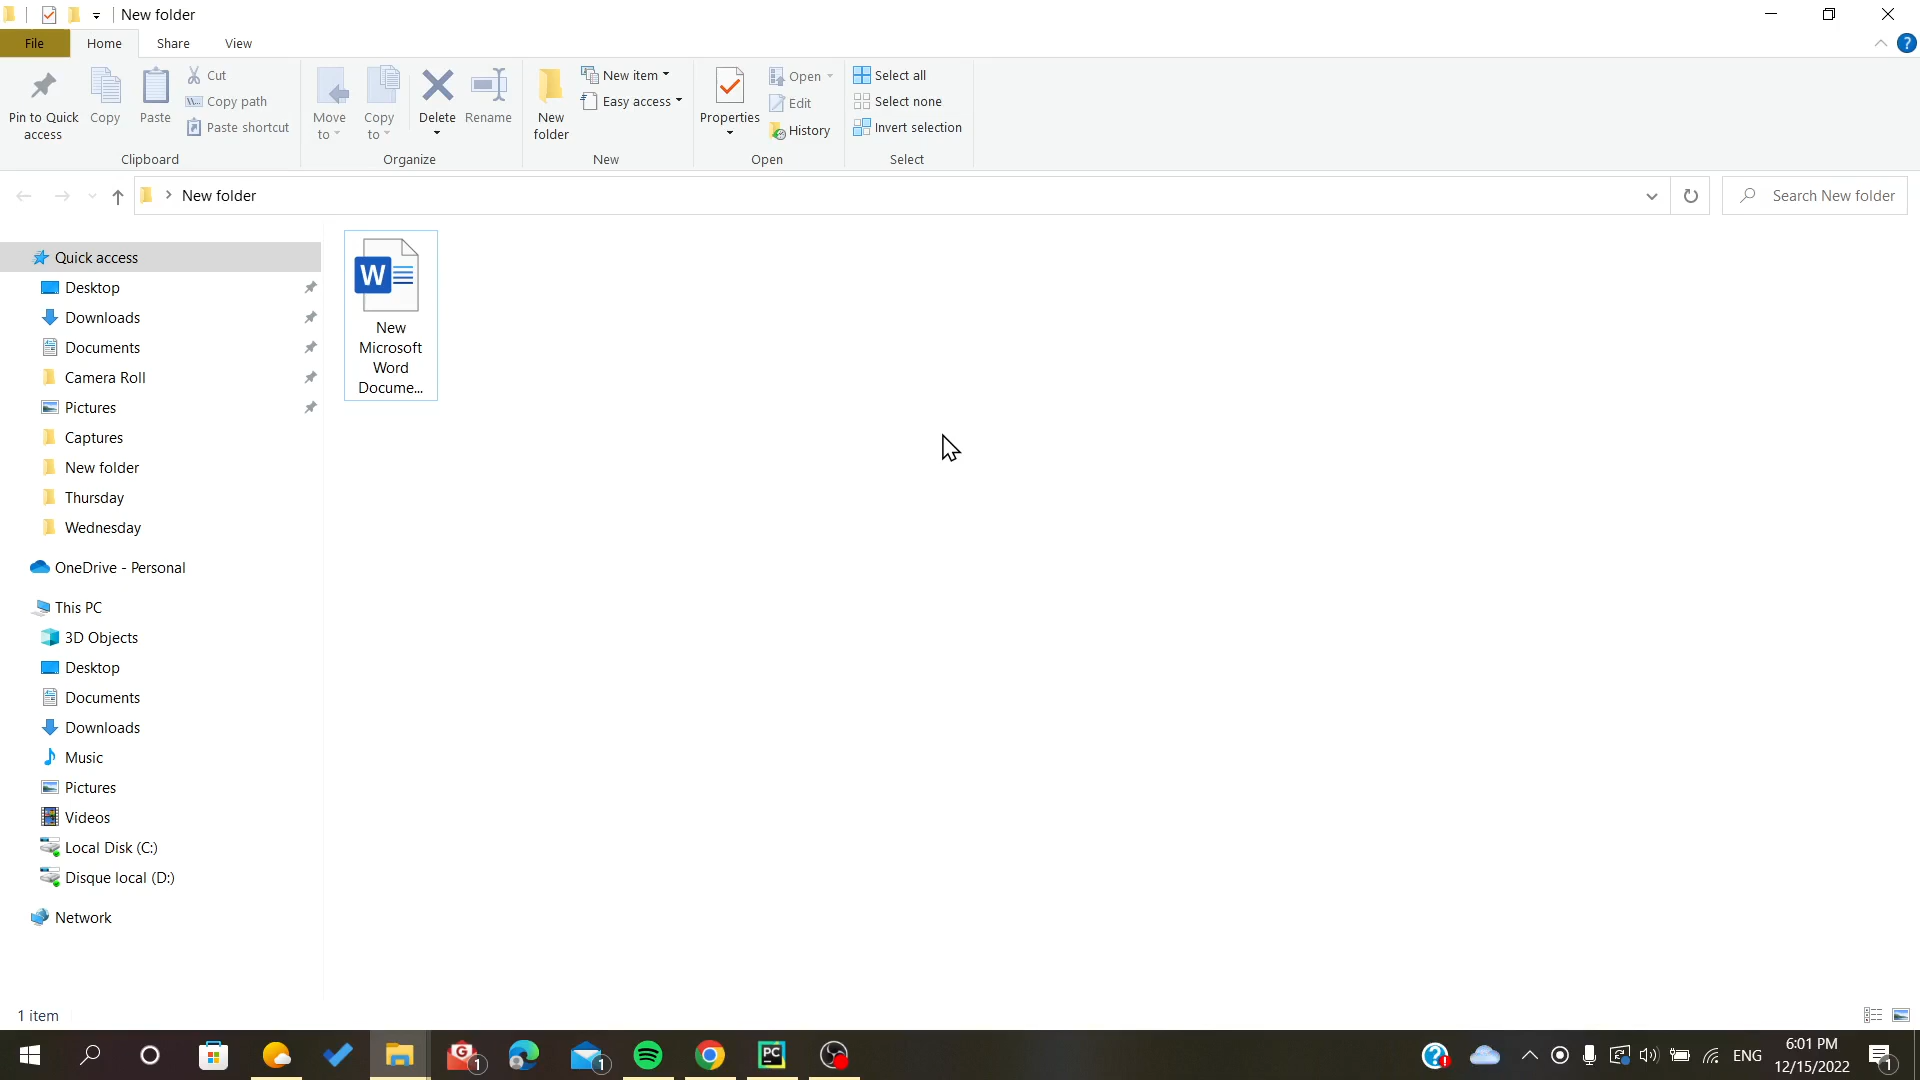 New folder
File Home Share View
Pin to Quick access
Copy
Paste
Cut
Copy path
Paste shortcut
Clipboard
Move to
Copy to
Delete
Rename
Organize
New folder
New item
Easy access
New
Properties
Open
Edit
History
Open
Select all
Select none
Invert selection
Select
New folder
Search New folder
Quick access
Desktop
Downloads
Documents
Camera Roll
Pictures
Captures
New folder
Thursday
Wednesday
OneDrive - Personal
This PC
3D Objects
Desktop
Documents
Downloads
Music
Pictures
Videos
Local Disk (C:)
Disque local (D:)
Network
W
New
Microsoft
Word
Docume...
1 item
G 1
1
PC
ENG
6:01 PM
12/15/2022
1